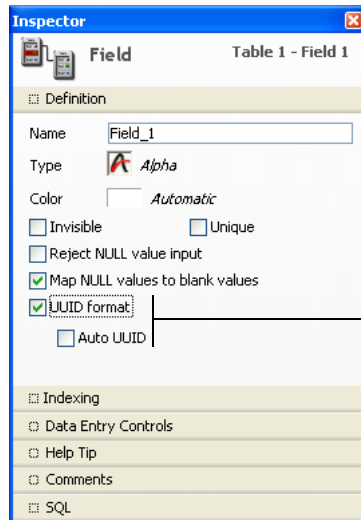 Inspector
Field Table 1 - Field 1
Definition
Name Field_1
Type Alpha
Color Automatic
Invisible Unique
Reject NULL value input
Map NULL values to blank values
UUID format
Auto UUID
Indexing
Data Entry Controls
Help Tip
Comments
SQL